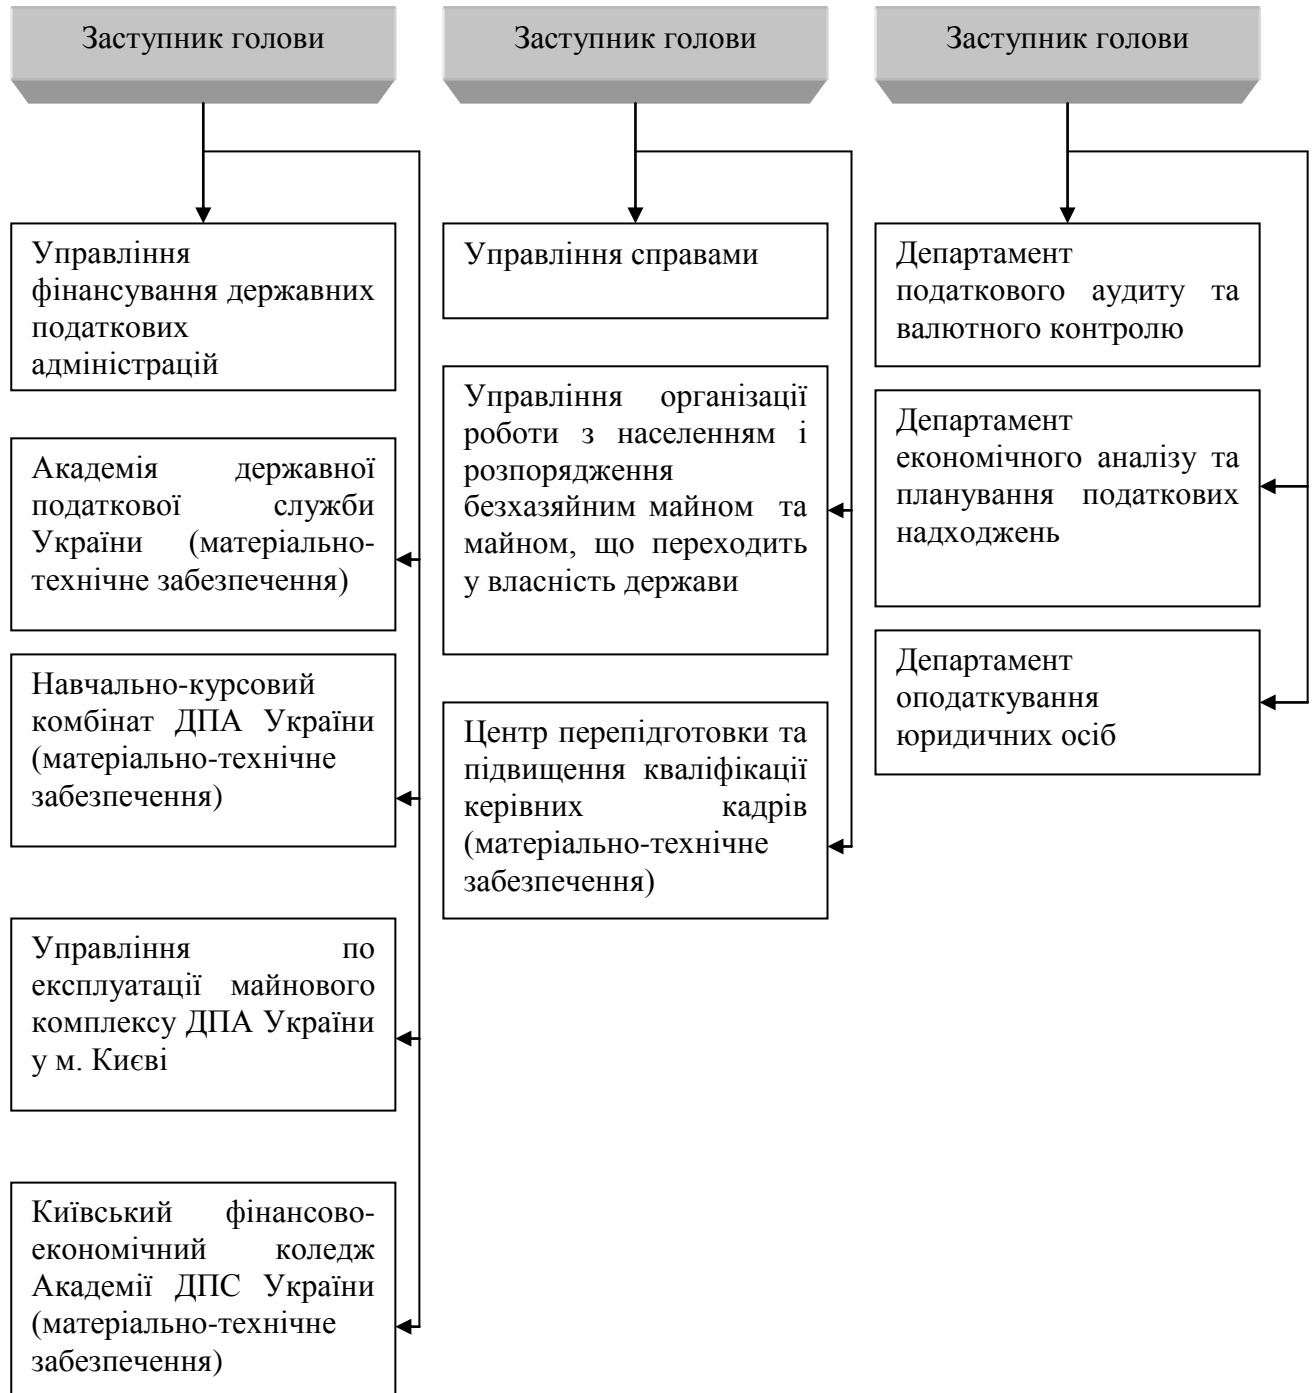 Заступник голови
Управління
фінансування державних
податкових
адміністрацій
Академія державної
податкової служби
України (матеріально-
технічне забезпечення)
Навчально-курсовий
комбінат ДПА України
(матеріально-технічне
забезпечення)
Управління по
експлуатації майнового
комплексу ДПА України
у м. Києві
Київський фінансово-
економічний коледж
Академії ДПС України
(матеріально-технічне
забезпечення)
Заступник голови
Управління справами
Управління організації
роботи з населенням і
розпорядження
безхазяйним майном та
майном, що переходить
у власність держави
Центр перепідготовки та
підвищення кваліфікації
керівних кадрів
(матеріально-технічне
забезпечення)
Заступник голови
Департамент
податкового аудиту та
валютного контролю
Департамент
економічного аналізу та
планування податкових
надходжень
Департамент
оподаткування
юридичних осіб